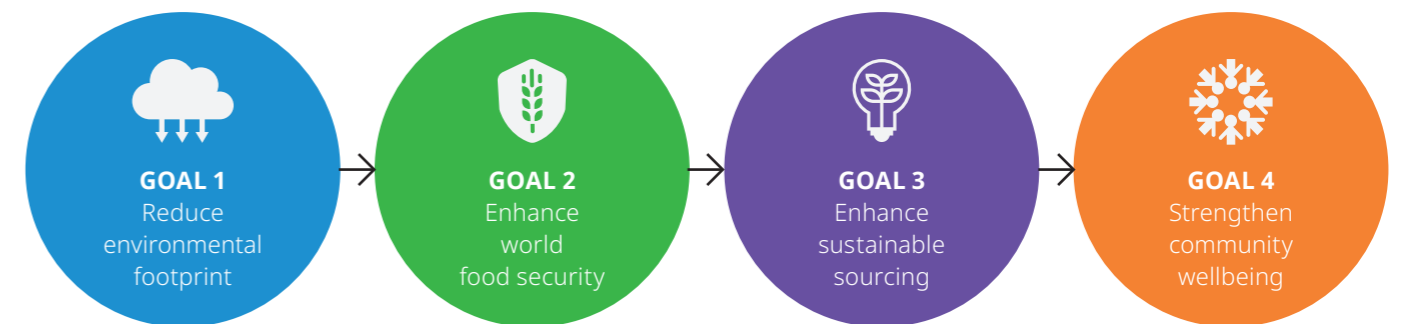 GOAL 1
Reduce
environmental
footprint
GOAL 2
Enhance
world
food security
GOAL 3
Enhance
sustainable
sourcing
GOAL 4
Strengthen
community
wellbeing